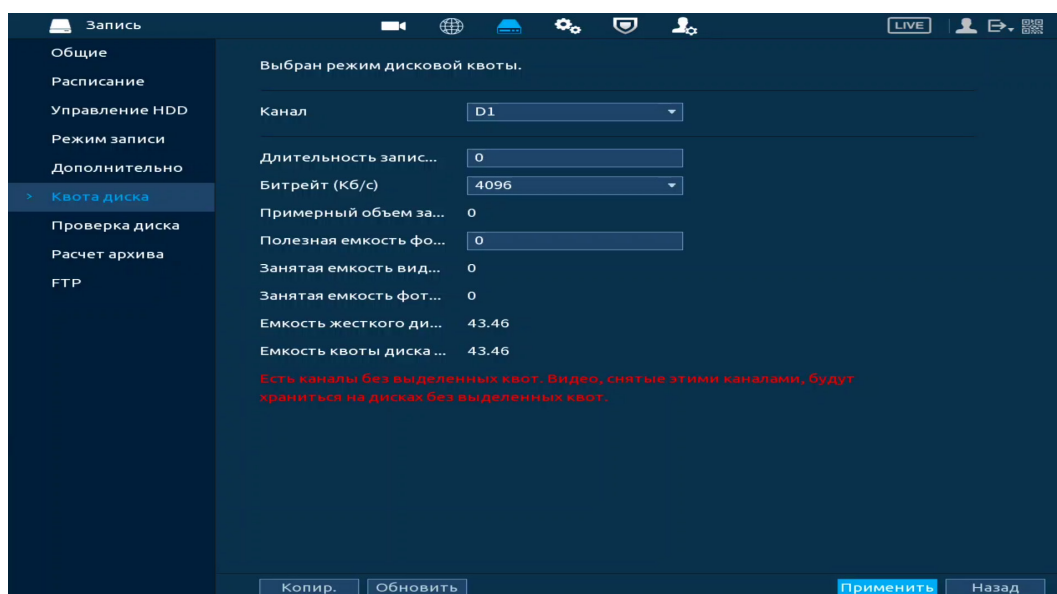 Запись
LIVE
Общие
Расписание
Управление HDD
Режим записи
Дополнительно
> Квота диска
Проверка диска
Расчет архива
FTP
Выбран режим дисковой квоты.
Канал D1
Длительность запис... 0
Битрейт (Кб/с) 4096
Примерный объем за... 0
Полезная емкость фо... 0
Занятая емкость вид... 0
Занятая емкость фот... 0
Емкость жесткого ди... 43.46
Емкость квоты диска ... 43.46
Есть каналы без выделенных квот. Видео, снятые этими каналами, будут
храниться на дисках без выделенных квот.
Копир. Обновить Применить Назад